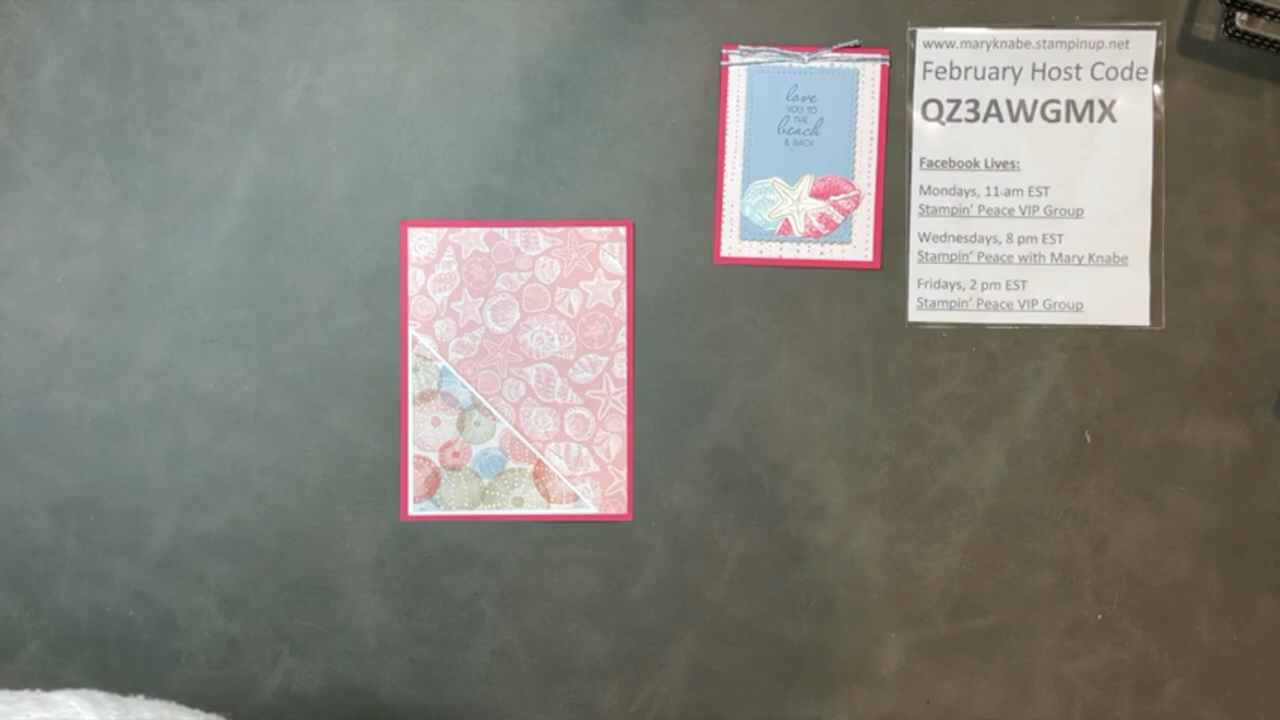 love
YOU TO
THE
beach
& BACK
www.maryknabe.stampinup.net
February Host Code
QZ3AWGMX
Facebook Lives:
Mondays, 11 am EST
Stampin' Peace VIP Group
Wednesdays, 8 pm EST
Stampin' Peace with Mary Knabe
Fridays, 2 pm EST
Stampin' Peace VIP Group